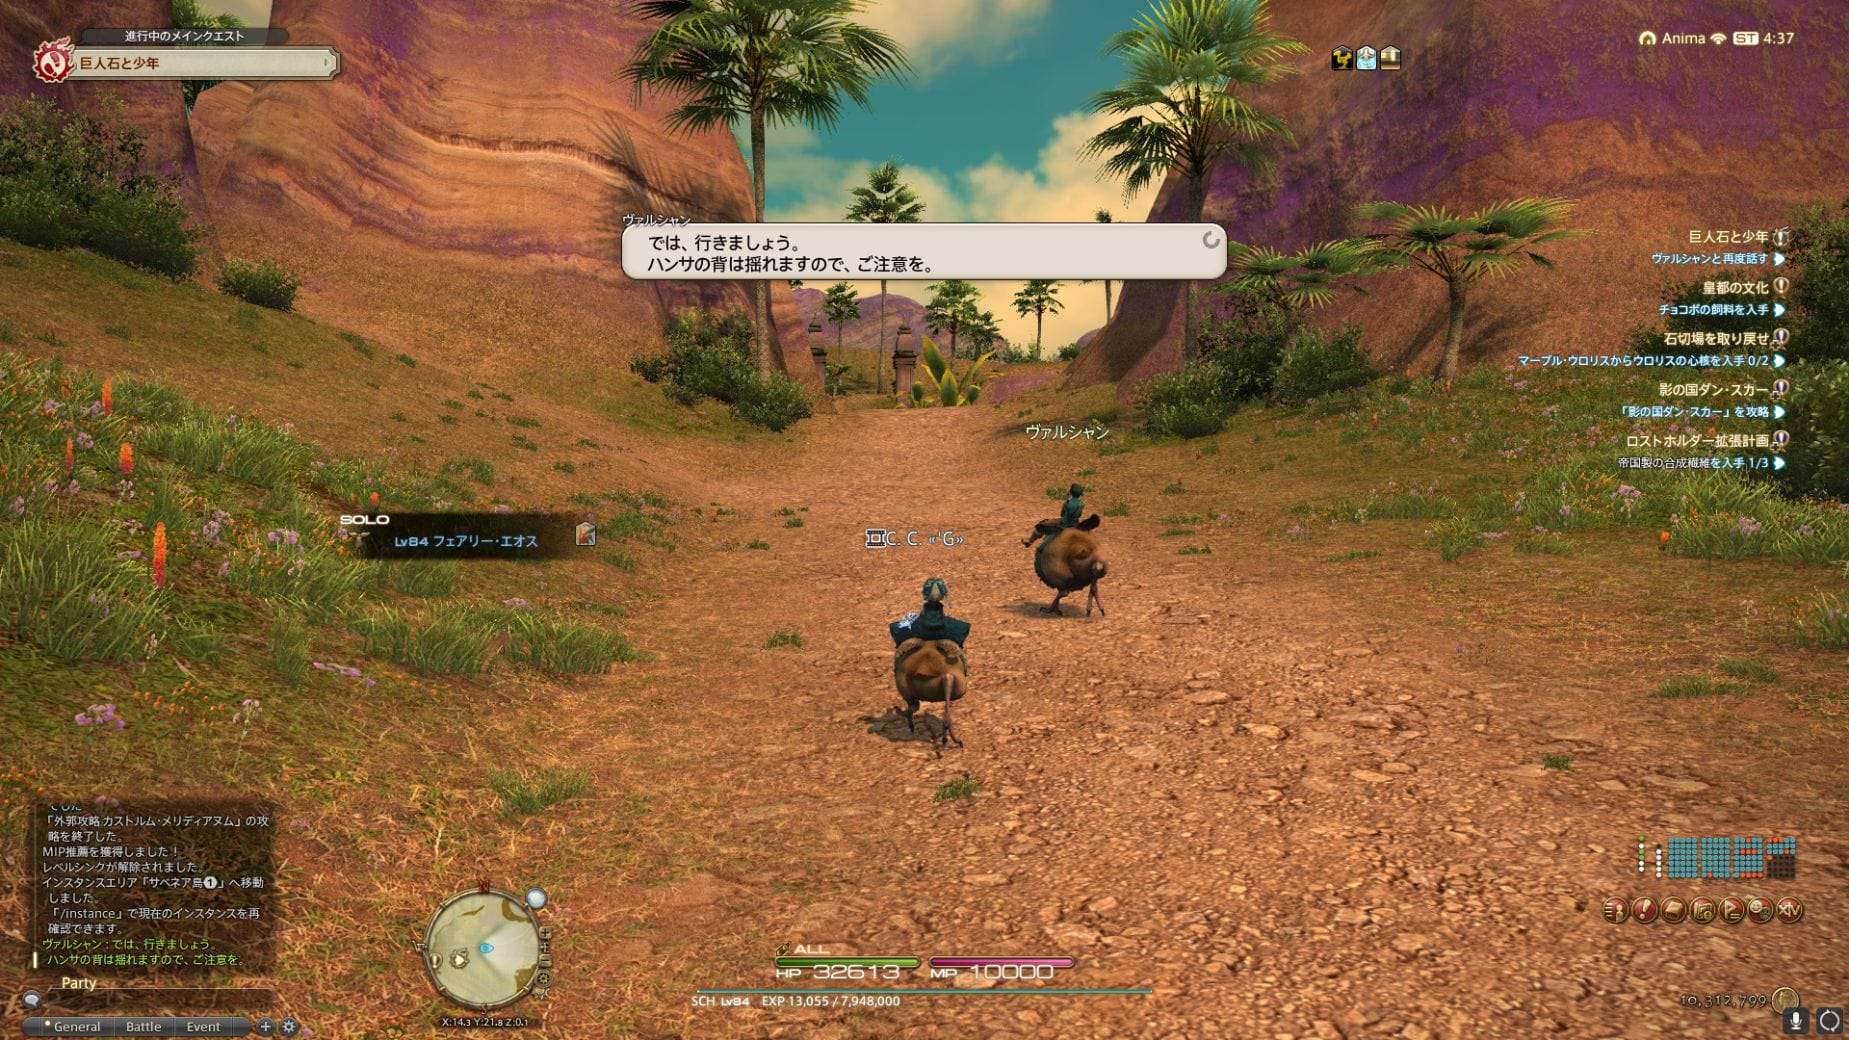 進行中のメインクエスト
巨人石と少年
Anima ST 4:37
ヴァルシャン
では、行きましょう。
ハンサの背は揺れますので、ご注意を。
巨人石と少年
ヴァルシャンと再度話す
皇都の文化
チョコボの飼料を入手
石切場を取り戻せ
マーブル・ウロリスからウロリスの心核を入手 0/2
影の国ダン・スカー
「影の国ダン・スカー」を攻略
ロストホルダー拡張計画
帝国製の合成繊維を入手 1/3
ヴァルシャン
SOLO
Lv84 フェアリー・エオス
C. C. «'G»
でした
「外郭攻略 カストルム・メリディアヌム」の攻
略を終了した。
MIP推薦を獲得しました！
レベルシンクが解除されました。
インスタンスエリア「サベネア島❶」へ移動
しました。
「/instance」で現在のインスタンスを再
確認できます。
ヴァルシャン : では、行きましょう。
ハンサの背は揺れますので、ご注意を。
Party
General Battle Event
X:14.3 Y:21.8 Z:0.1
ALL
HP 32613 MP 10000
SCH Lv84 EXP 13,055 / 7,948,000
XIV
10,312,799